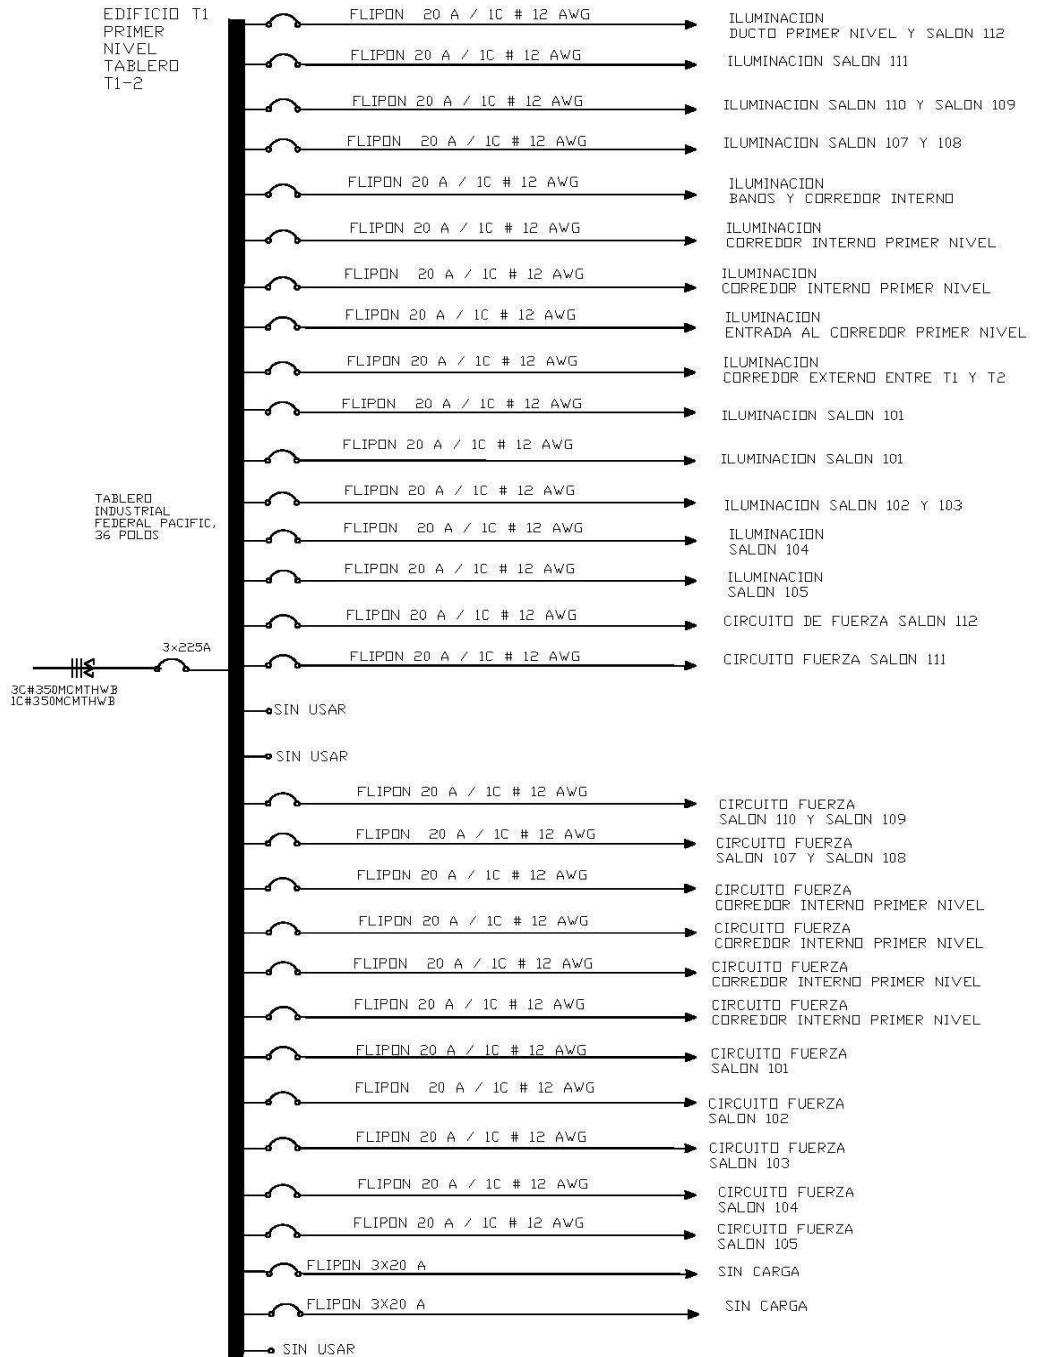 EDIFICIO T1
PRIMER
NIVEL
TABLERO
T1-2
FLIPON 20 A / 1C # 12 AWG
ILUMINACION
DUCTO PRIMER NIVEL Y SALON 112
FLIPON 20 A / 1C # 12 AWG
ILUMINACION SALON 111
FLIPON 20 A / 1C # 12 AWG
ILUMINACION SALON 110 Y SALON 109
FLIPON 20 A / 1C # 12 AWG
ILUMINACION SALON 107 Y 108
FLIPON 20 A / 1C # 12 AWG
ILUMINACION
BANOS Y CORREDOR INTERNO
FLIPON 20 A / 1C # 12 AWG
ILUMINACION
CORREDOR INTERNO PRIMER NIVEL
FLIPON 20 A / 1C # 12 AWG
ILUMINACION
CORREDOR INTERNO PRIMER NIVEL
FLIPON 20 A / 1C # 12 AWG
ILUMINACION
ENTRADA AL CORREDOR PRIMER NIVEL
FLIPON 20 A / 1C # 12 AWG
ILUMINACION
CORREDOR EXTERNO ENTRE T1 Y T2
FLIPON 20 A / 1C # 12 AWG
ILUMINACION SALON 101
FLIPON 20 A / 1C # 12 AWG
ILUMINACION SALON 101
FLIPON 20 A / 1C # 12 AWG
ILUMINACION SALON 102 Y 103
TABLERO
INDUSTRIAL
FEDERAL PACIFIC,
36 POLOS
FLIPON 20 A / 1C # 12 AWG
ILUMINACION
SALON 104
FLIPON 20 A / 1C # 12 AWG
ILUMINACION
SALON 105
FLIPON 20 A / 1C # 12 AWG
CIRCUITO DE FUERZA SALON 112
3x225A
FLIPON 20 A / 1C # 12 AWG
CIRCUITO FUERZA SALON 111
3C#350MCMTHWB
1C#350MCMTHWB
SIN USAR
SIN USAR
FLIPON 20 A / 1C # 12 AWG
CIRCUITO FUERZA
SALON 110 Y SALON 109
FLIPON 20 A / 1C # 12 AWG
CIRCUITO FUERZA
SALON 107 Y SALON 108
FLIPON 20 A / 1C # 12 AWG
CIRCUITO FUERZA
CORREDOR INTERNO PRIMER NIVEL
FLIPON 20 A / 1C # 12 AWG
CIRCUITO FUERZA
CORREDOR INTERNO PRIMER NIVEL
FLIPON 20 A / 1C # 12 AWG
CIRCUITO FUERZA
CORREDOR INTERNO PRIMER NIVEL
FLIPON 20 A / 1C # 12 AWG
CIRCUITO FUERZA
CORREDOR INTERNO PRIMER NIVEL
FLIPON 20 A / 1C # 12 AWG
CIRCUITO FUERZA
SALON 101
FLIPON 20 A / 1C # 12 AWG
CIRCUITO FUERZA
SALON 102
FLIPON 20 A / 1C # 12 AWG
CIRCUITO FUERZA
SALON 103
FLIPON 20 A / 1C # 12 AWG
CIRCUITO FUERZA
SALON 104
FLIPON 20 A / 1C # 12 AWG
CIRCUITO FUERZA
SALON 105
FLIPON 3X20 A
SIN CARGA
FLIPON 3X20 A
SIN CARGA
SIN USAR